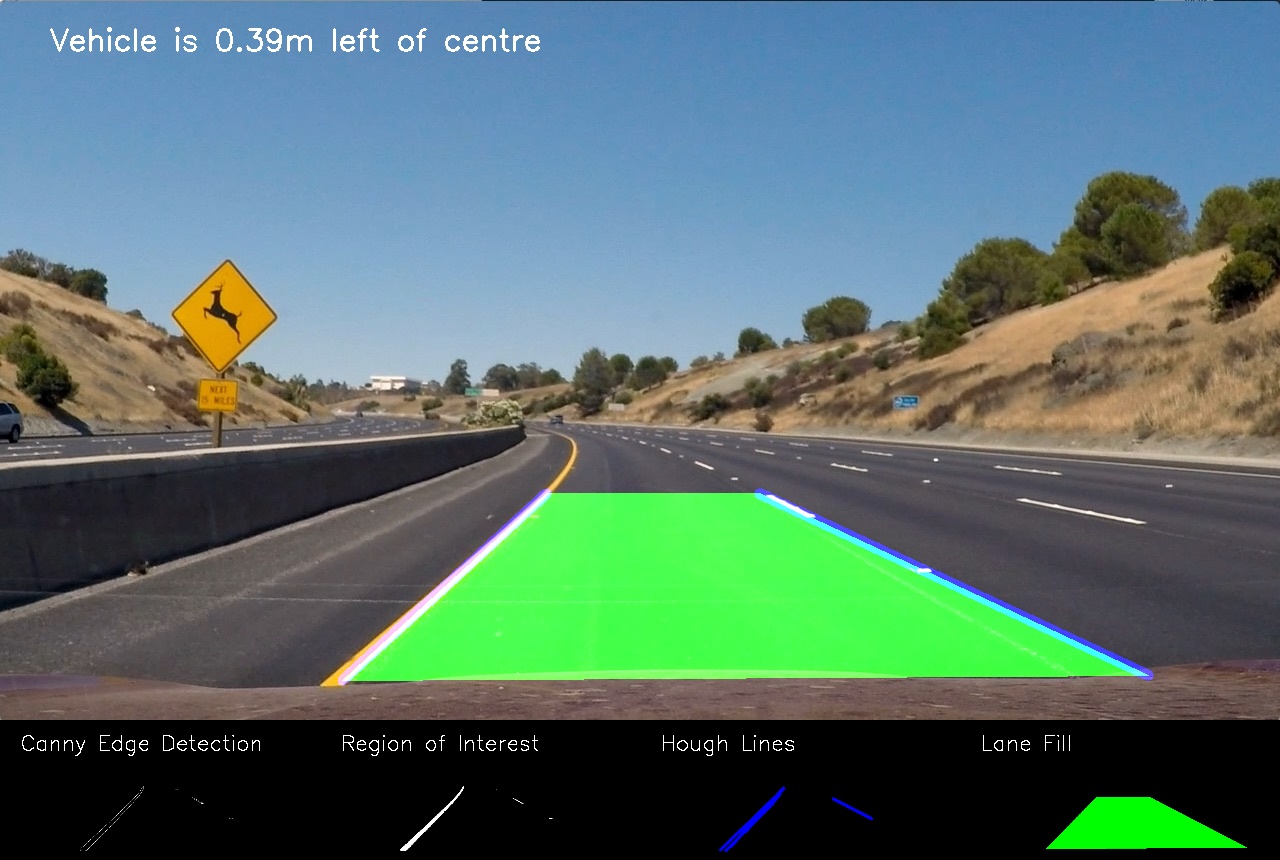 Vehicle is 0.39m left of centre
NEXT
15 MILES
Canny Edge Detection
Region of Interest
Hough Lines
Lane Fill